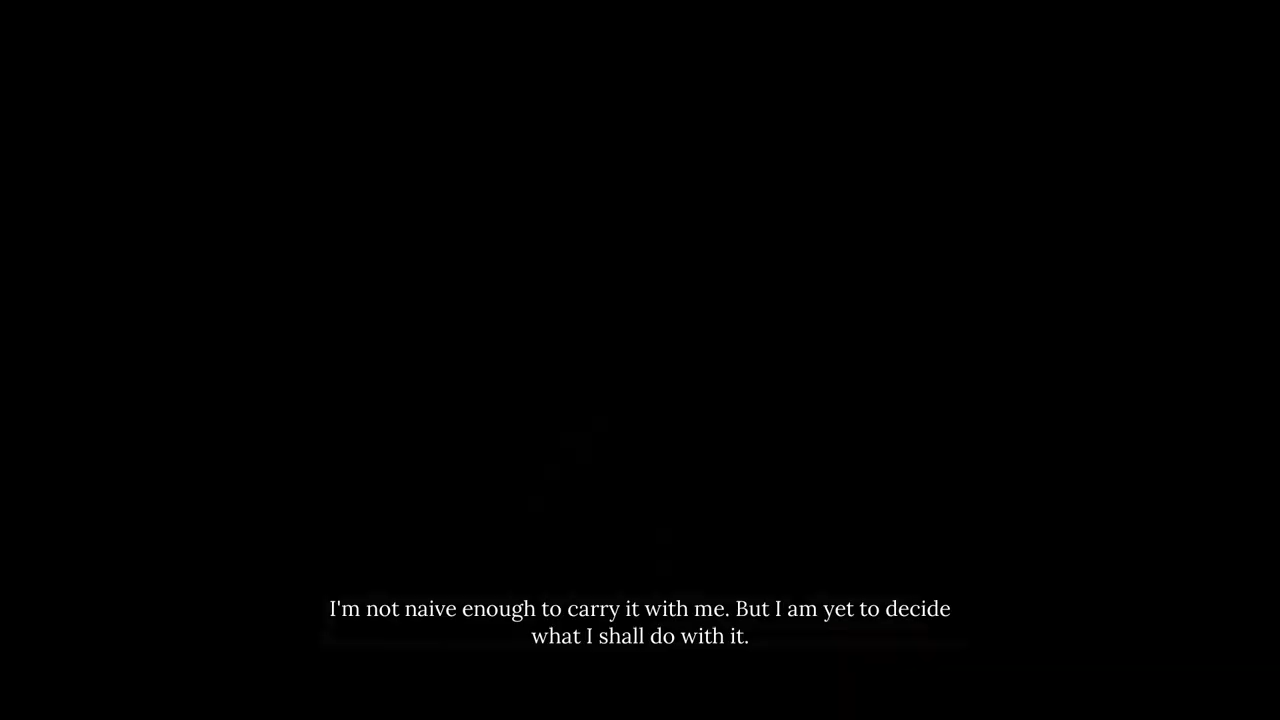 I'm not naive enough to carry it with me. But I am yet to decide
what I shall do with it.